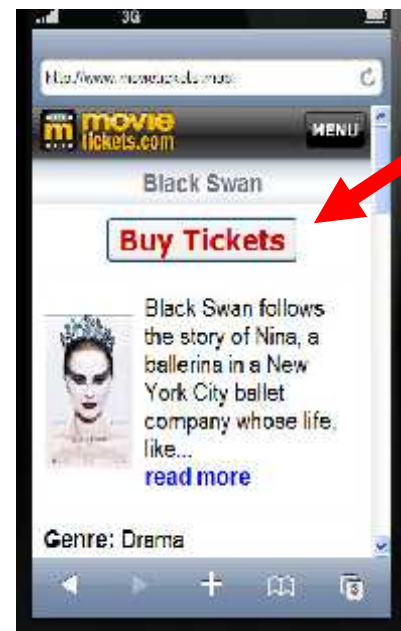 3G
movie
tickets.com
MENU
Black Swan
Buy Tickets
Black Swan follows
the story of Nina, a
ballerina in a New
York City ballet
company whose life,
like...
read more
Genre: Drama